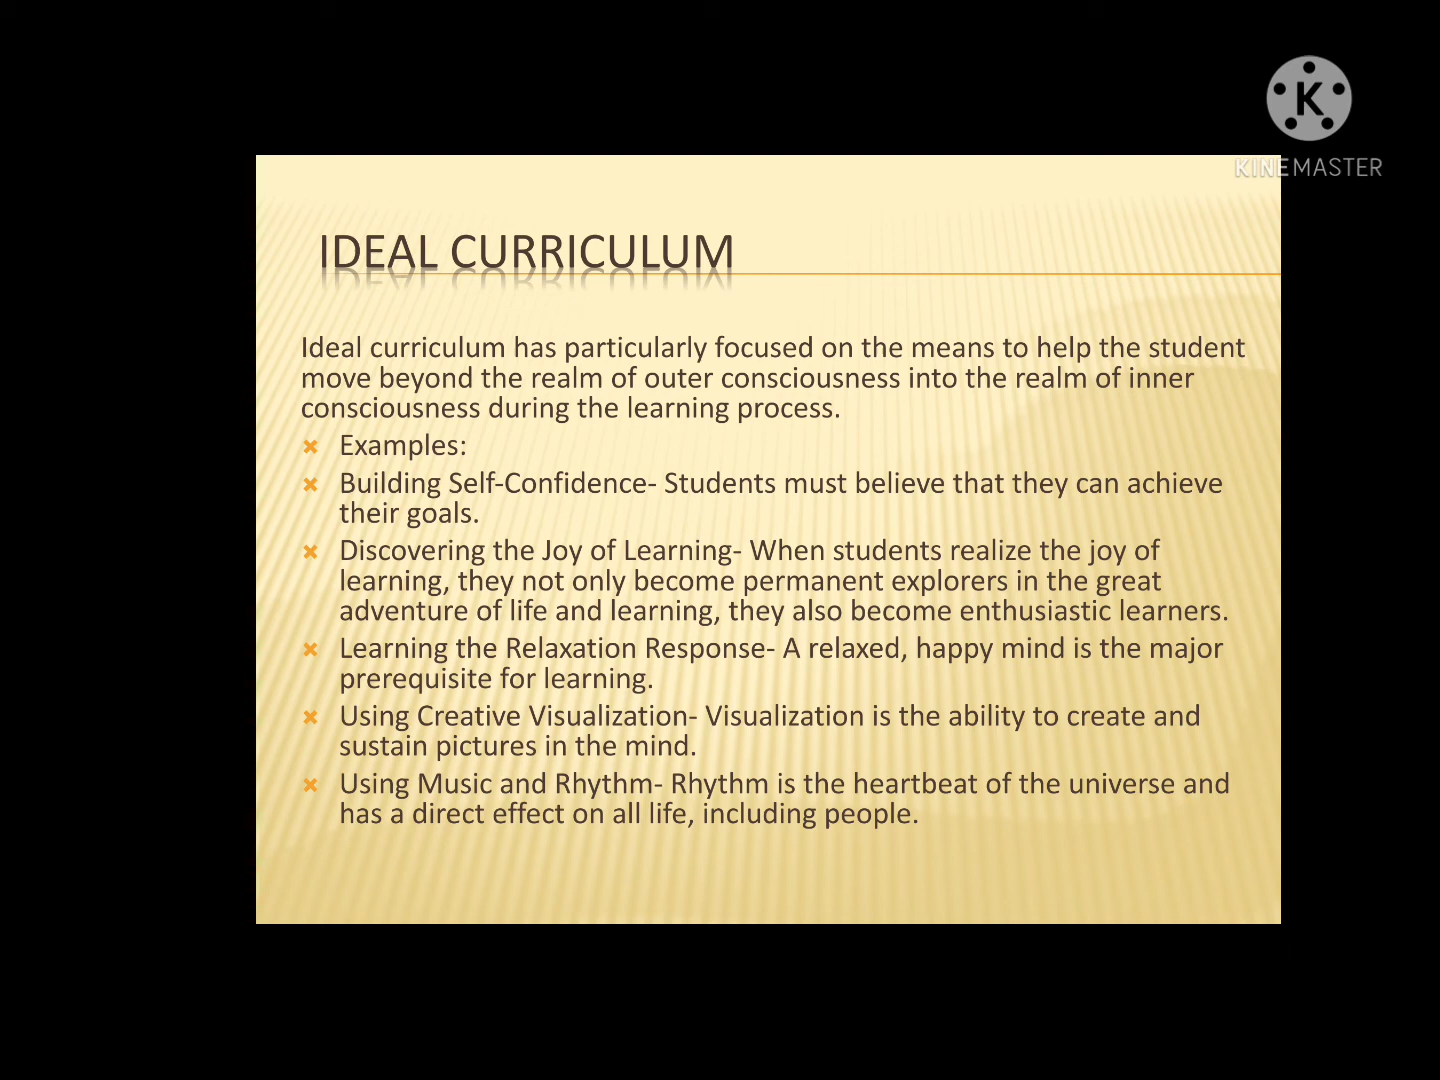 K
KINEMASTER
IDEAL CURRICULUM
Ideal curriculum has particularly focused on the means to help the student
move beyond the realm of outer consciousness into the realm of inner
consciousness during the learning process.
Examples:
Building Self-Confidence- Students must believe that they can achieve
their goals.
Discovering the Joy of Learning- When students realize the joy of
learning, they not only become permanent explorers in the great
adventure of life and learning, they also become enthusiastic learners.
Learning the Relaxation Response- A relaxed, happy mind is the major
prerequisite for learning.
Using Creative Visualization- Visualization is the ability to create and
sustain pictures in the mind.
Using Music and Rhythm- Rhythm is the heartbeat of the universe and
has a direct effect on all life, including people.